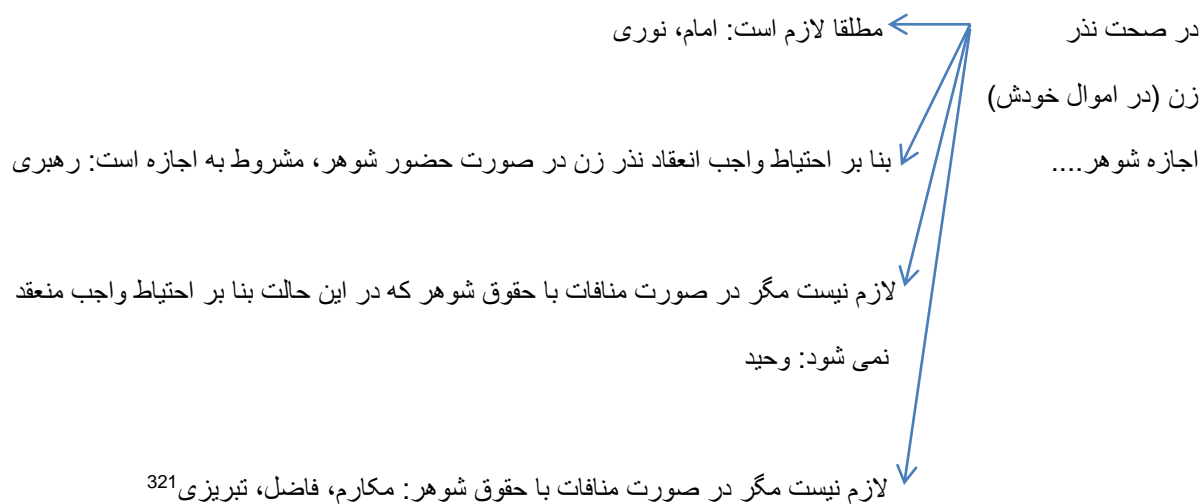 در صحت نذر
زن (در اموال خودش)
اجازه شوهر....
مطلقا لازم است: امام، نوری
بنا بر احتیاط واجب انعقاد نذر زن در صورت حضور شوهر، مشروط به اجازه است: رهبری
لازم نیست مگر در صورت منافات با حقوق شوهر که در این حالت بنا بر احتیاط واجب منعقد
نمی شود: وحید
لازم نیست مگر در صورت منافات با حقوق شوهر: مکارم، فاضل، تبریزی321